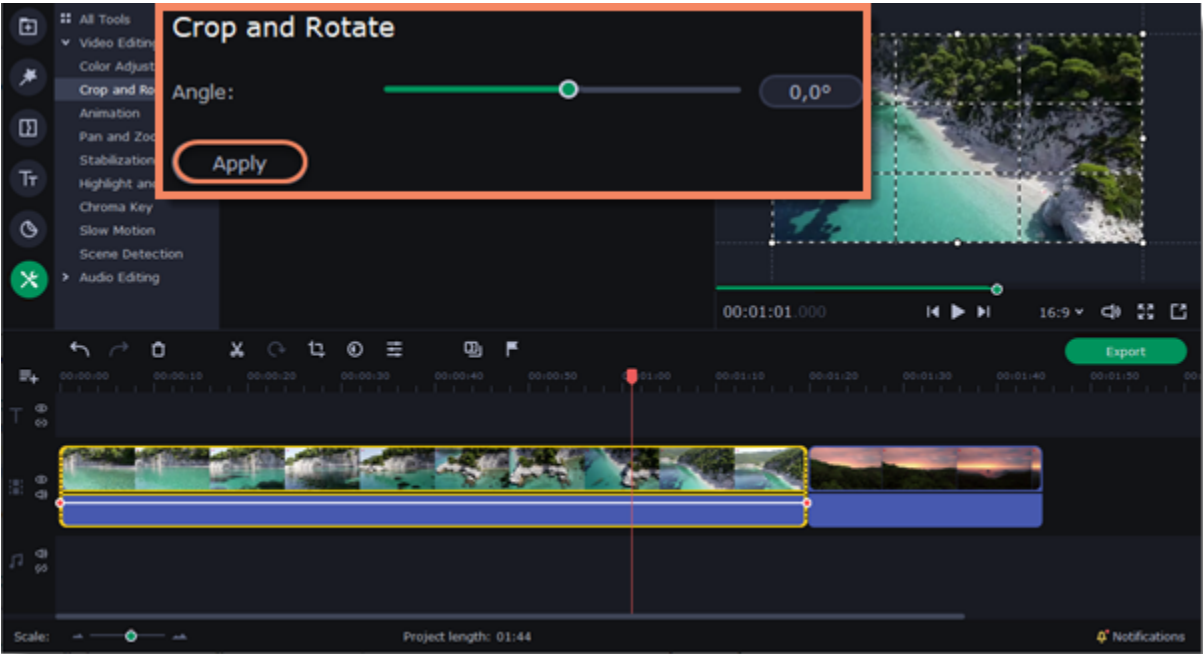 All Tools
Video Editing
Color Adjust
Crop and Ro
Animation
Pan and Zoo
Stabilization
Highlight and
Chroma Key
Slow Motion
Scene Detection
Audio Editing
Crop and Rotate
Angle:
0,0°
Apply
00:01:01.000
16:9
Export
00:00:00 00:00:10 00:00:20 00:00:30 00:00:40 00:00:50 01:00 00:01:10 00:01:20 00:01:30 00:01:40 00:01:50 00:
Scale:
Project length: 01:44
Notifications